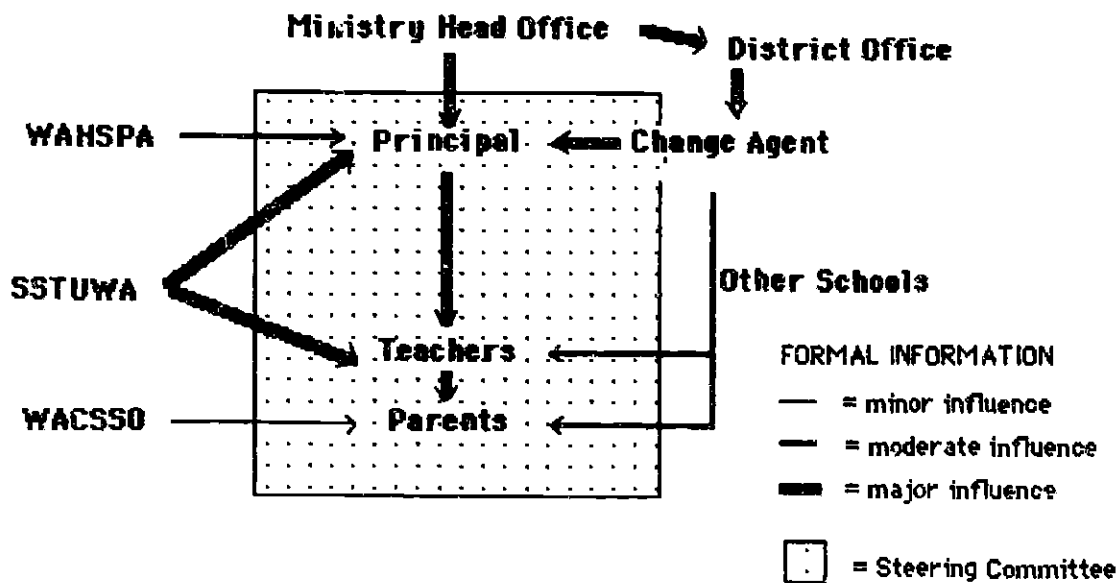 Ministry Head Office
District Office
WAHSPA
Principal
Change Agent
SSTUWA
Other Schools
Teachers
FORMAL INFORMATION
= minor influence
WACSSO
Parents
= moderate influence
= major influence
= Steering Committee